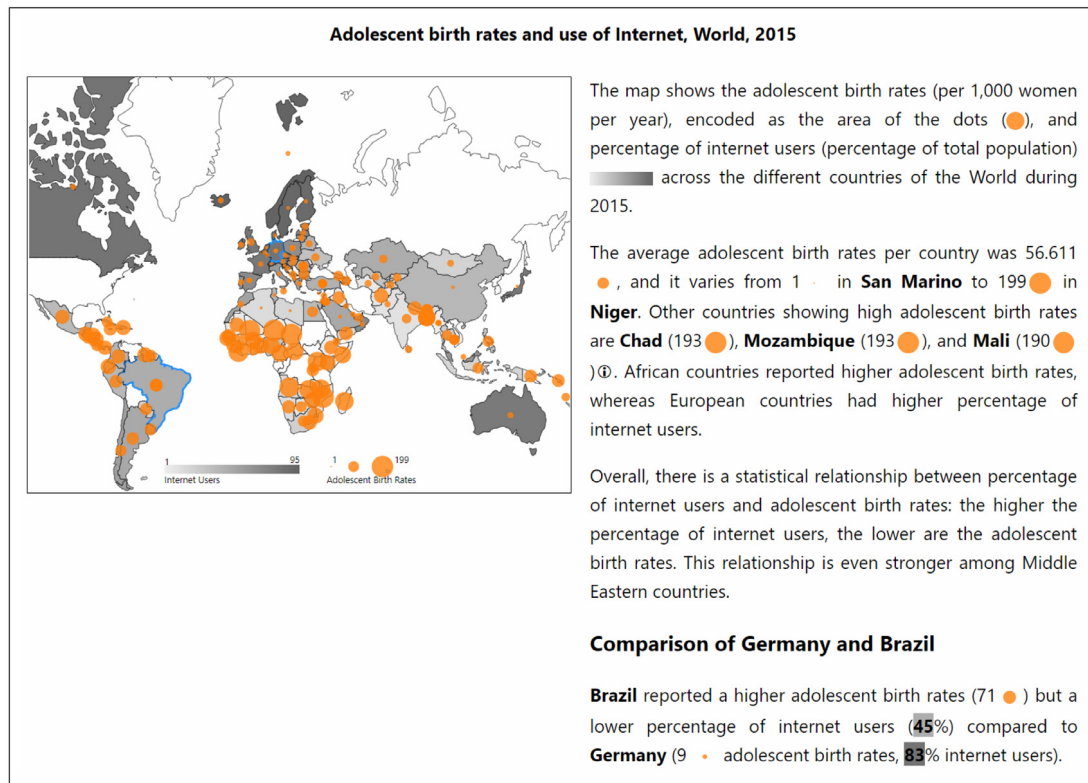 Adolescent birth rates and use of Internet, World, 2015
1
95
Internet Users
1
199
Adolescent Birth Rates
The map shows the adolescent birth rates (per 1,000 women
per year), encoded as the area of the dots ( ), and
percentage of internet users (percentage of total population)
across the different countries of the World during
2015.
The average adolescent birth rates per country was 56.611
, and it varies from 1 in San Marino to 199 in
Niger. Other countries showing high adolescent birth rates
are Chad (193 ), Mozambique (193 ), and Mali (190
)ⓘ. African countries reported higher adolescent birth rates,
whereas European countries had higher percentage of
internet users.
Overall, there is a statistical relationship between percentage
of internet users and adolescent birth rates: the higher the
percentage of internet users, the lower are the adolescent
birth rates. This relationship is even stronger among Middle
Eastern countries.
Comparison of Germany and Brazil
Brazil reported a higher adolescent birth rates (71 ) but a
lower percentage of internet users (45%) compared to
Germany (9 adolescent birth rates, 83% internet users).